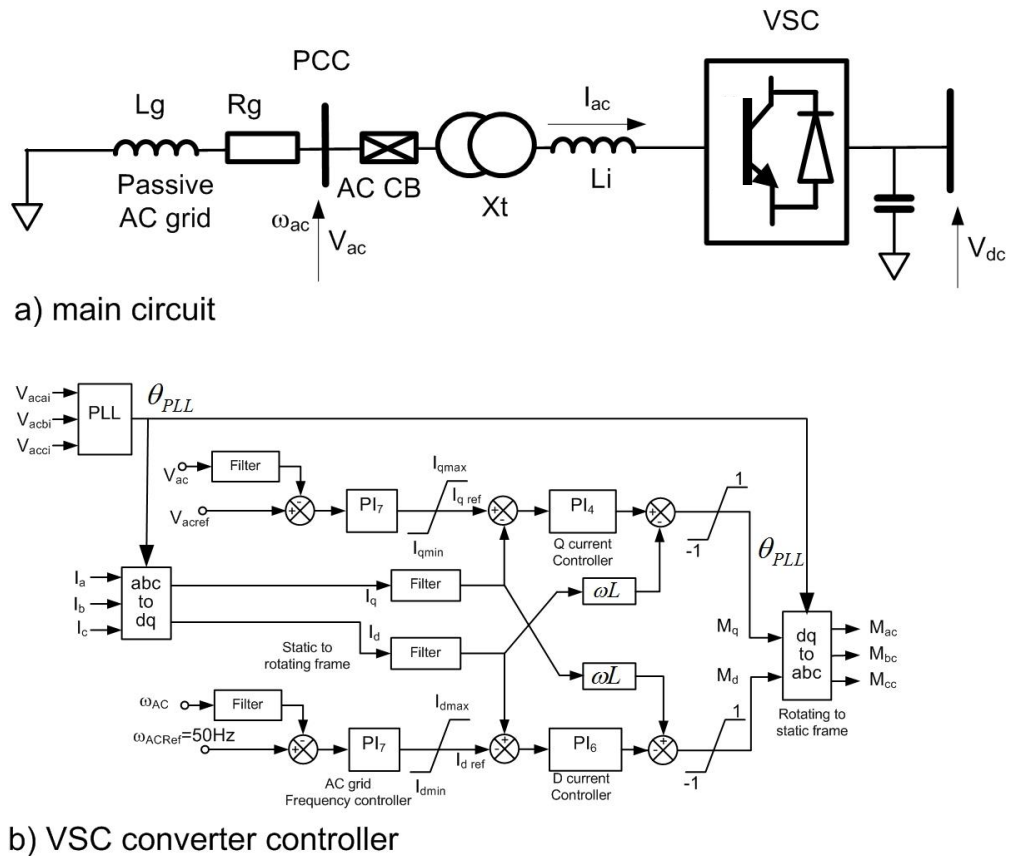 VSC
PCC
Lg
Rg
I ac
Passive
AC grid
AC CB
Xt
Li
ωac
Vac
Vdc
a) main circuit
Vacai
Vacbi
Vacci
PLL
θPLL
Vac
Filter
Vacref
PI7
Iqmax
Iq ref
Iqmin
+
-
+
-
PI4
Q current
Controller
+
-
1
-1
θPLL
Ia
Ib
Ic
abc
to
dq
Iq
Filter
Id
Filter
Static to
rotating frame
ωL
ωL
Mq
Md
dq
to
abc
Mac
Mbc
Mcc
Rotating to
static frame
ωAC
Filter
ωACRef=50Hz
-
+
PI7
AC grid
Frequency controller
Idmax
Id ref
Idmin
+
-
PI6
D current
Controller
+
-
1
-1
b) VSC converter controller